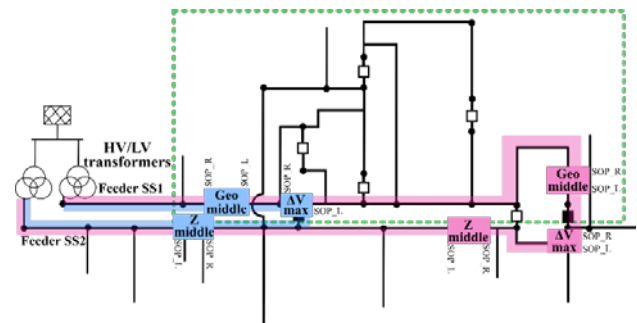 HV/LV
transformers
Feeder SS1
Feeder SS2
SOP_R
SOP_L
Geo
middle
SOP_R
ΔV
max
SOP_L
Z
middle
SOP_L
SOP_R
Z
middle
SOP_L
SOP_R
Geo
middle
SOP_R
SOP_L
ΔV
max
SOP_R
SOP_L